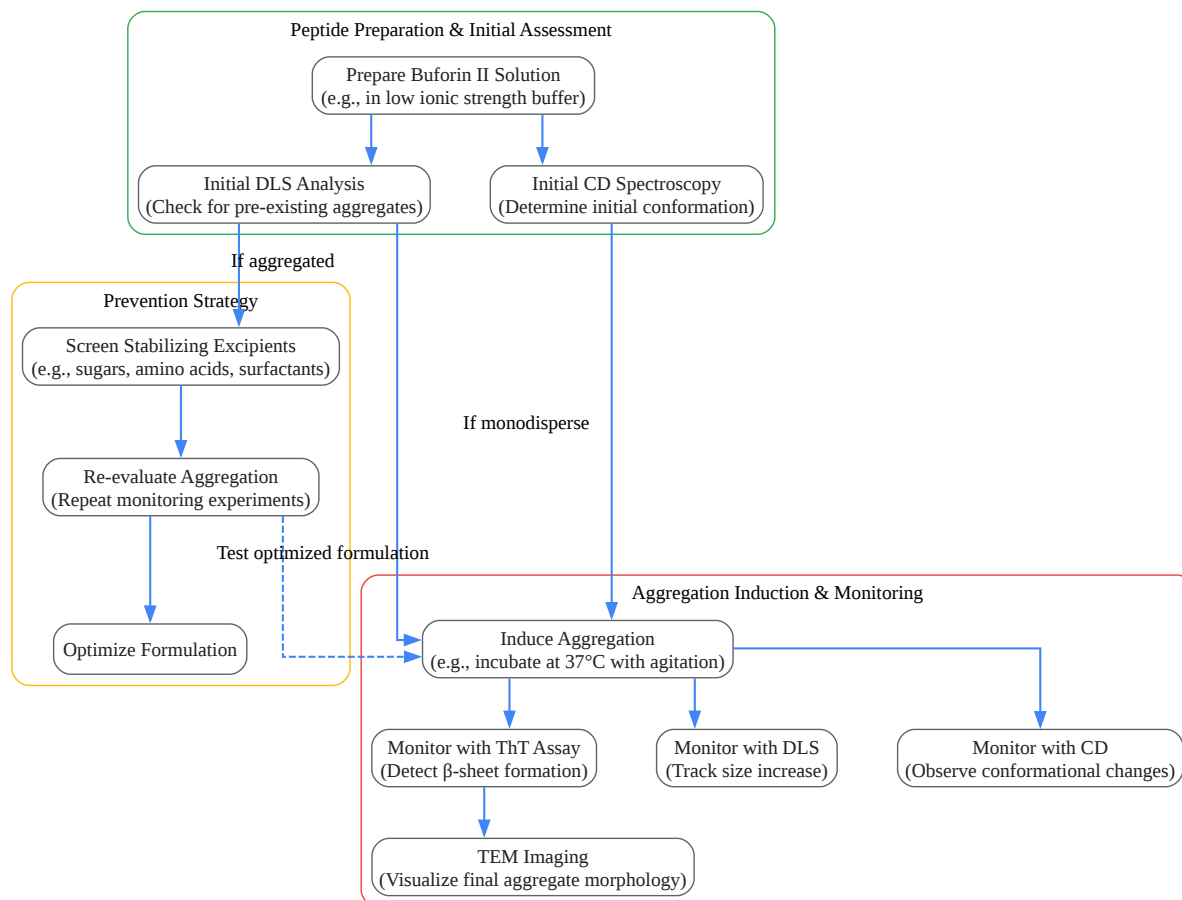 Peptide Preparation & Initial Assessment
Prepare Buforin II Solution
(e.g., in low ionic strength buffer)
Initial DLS Analysis
(Check for pre-existing aggregates)
Initial CD Spectroscopy
(Determine initial conformation)
If aggregated
Prevention Strategy
Screen Stabilizing Excipients
(e.g., sugars, amino acids, surfactants)
If monodisperse
Re-evaluate Aggregation
(Repeat monitoring experiments)
Test optimized formulation
Optimize Formulation
Aggregation Induction & Monitoring
Induce Aggregation
(e.g., incubate at 37°C with agitation)
Monitor with ThT Assay
(Detect β-sheet formation)
Monitor with DLS
(Track size increase)
Monitor with CD
(Observe conformational changes)
TEM Imaging
(Visualize final aggregate morphology)